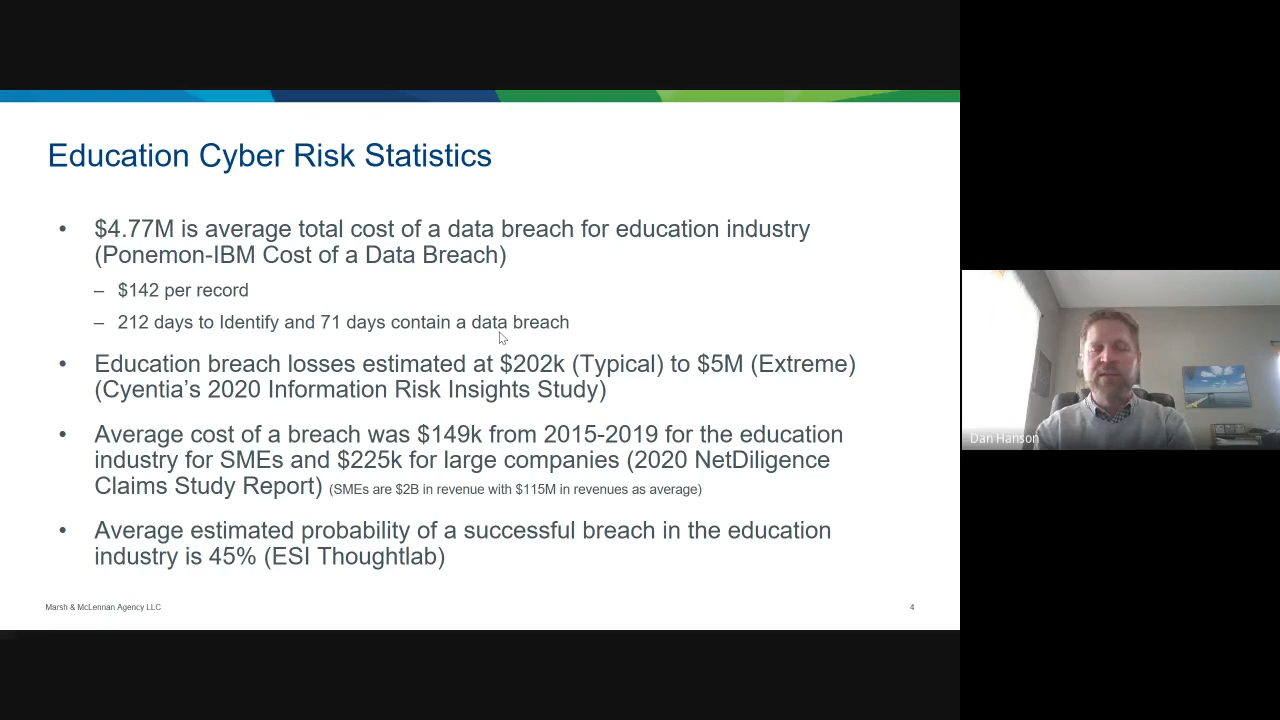 Education Cyber Risk Statistics
• $4.77M is average total cost of a data breach for education industry
(Ponemon-IBM Cost of a Data Breach)
– $142 per record
– 212 days to Identify and 71 days contain a data breach
• Education breach losses estimated at $202k (Typical) to $5M (Extreme)
(Cyentia’s 2020 Information Risk Insights Study)
• Average cost of a breach was $149k from 2015-2019 for the education
industry for SMEs and $225k for large companies (2020 NetDiligence
Claims Study Report) (SMEs are $2B in revenue with $115M in revenues as average)
• Average estimated probability of a successful breach in the education
industry is 45% (ESI Thoughtlab)
Marsh & McLennan Agency LLC
4
Dan Hanson